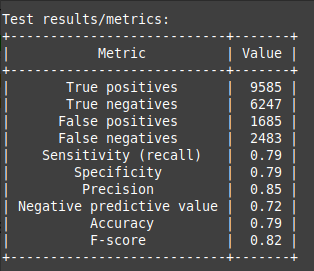 Test results/metrics:
+----------------------------+-------+
|           Metric           | Value |
+----------------------------+-------+
|       True positives       |  9585 |
|       True negatives       |  6247 |
|      False positives       |  1685 |
|      False negatives       |  2483 |
|    Sensitivity (recall)    |  0.79 |
|        Specificity         |  0.79 |
|         Precision          |  0.85 |
| Negative predictive value  |  0.72 |
|          Accuracy          |  0.79 |
|          F-score           |  0.82 |
+----------------------------+-------+